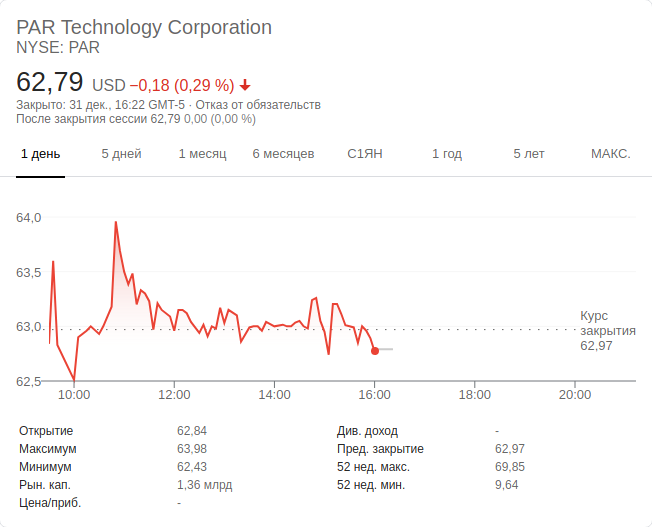 PAR Technology Corporation
NYSE: PAR
62,79 USD −0,18 (0,29 %)
Закрыто: 31 дек., 16:22 GMT-5 · Отказ от обязательств
После закрытия сессии 62,79 0,00 (0,00 %)
1 день 5 дней 1 месяц 6 месяцев С1ЯН 1 год 5 лет МАКС.
64,0
63,5
63,0
62,5
Курс
закрытия
62,97
10:00 12:00 14:00 16:00 18:00 20:00
Открытие 62,84 Див. доход -
Максимум 63,98 Пред. закрытие 62,97
Минимум 62,43 52 нед. макс. 69,85
Рын. кап. 1,36 млрд 52 нед. мин. 9,64
Цена/приб. -